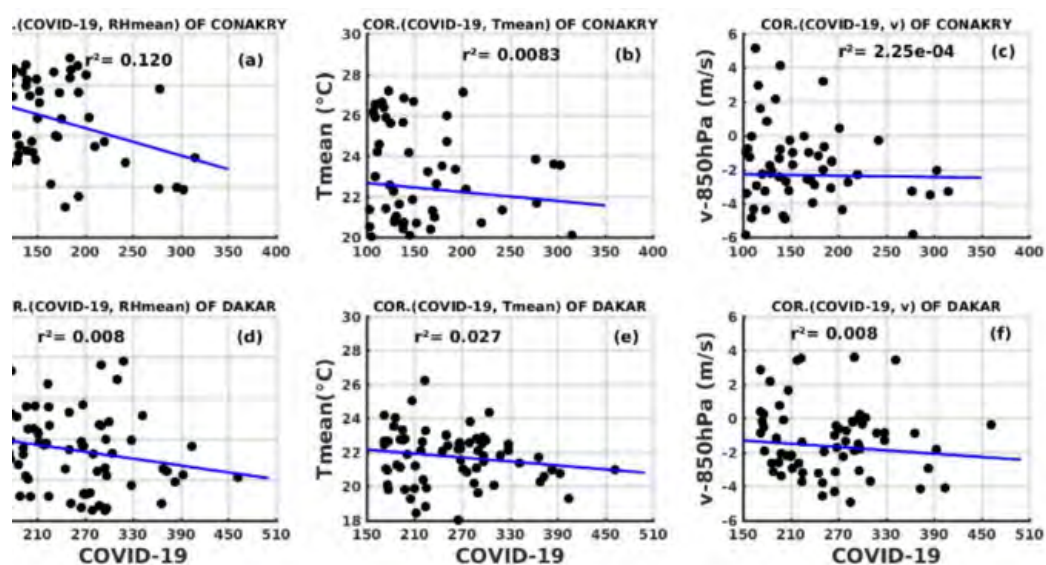 .(COVID-19, RHmean) OF CONAKRY
COR.(COVID-19, Tmean) OF CONAKRY
COR.(COVID-19, v) OF CONAKRY
r²= 0.120
(a)
150 200 250 300 350 400
30
28
26
24
22
20
Tmean (°C)
r²= 0.0083
(b)
100 150 200 250 300 350 400
6
4
2
0
-2
-4
-6
v-850hPa (m/s)
r²= 2.25e-04
(c)
100 150 200 250 300 350 400
R.(COVID-19, RHmean) OF DAKAR
COR.(COVID-19, Tmean) OF DAKAR
COR.(COVID-19, v) OF DAKAR
r²= 0.008
(d)
210 270 330 390 450 510
COVID-19
30
28
26
24
22
20
18
Tmean(°C)
r²= 0.027
(e)
150 210 270 330 390 450 510
COVID-19
6
4
2
0
-2
-4
-6
v-850hPa (m/s)
r²= 0.008
(f)
150 210 270 330 390 450 510
COVID-19